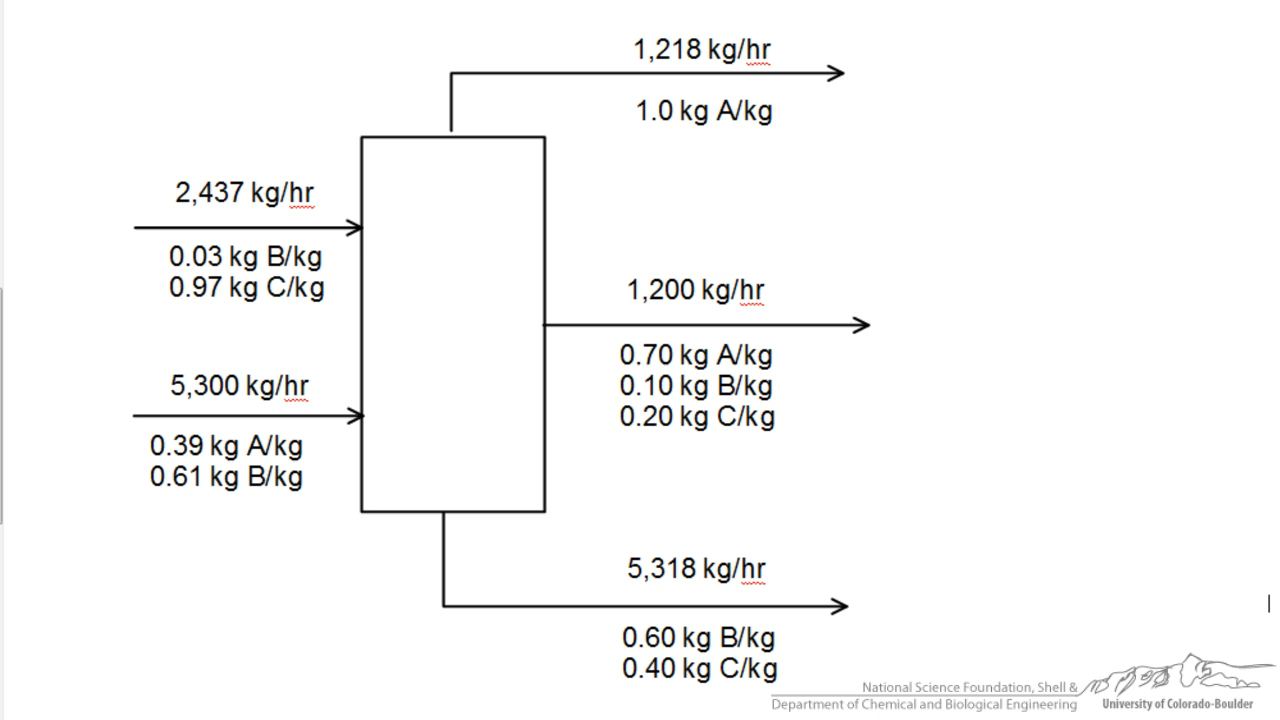 1,218 kg/hr
1.0 kg A/kg
2,437 kg/hr
0.03 kg B/kg
0.97 kg C/kg
1,200 kg/hr
0.70 kg A/kg
0.10 kg B/kg
0.20 kg C/kg
5,300 kg/hr
0.39 kg A/kg
0.61 kg B/kg
5,318 kg/hr
0.60 kg B/kg
0.40 kg C/kg
National Science Foundation, Shell &
Department of Chemical and Biological Engineering
University of Colorado-Boulder